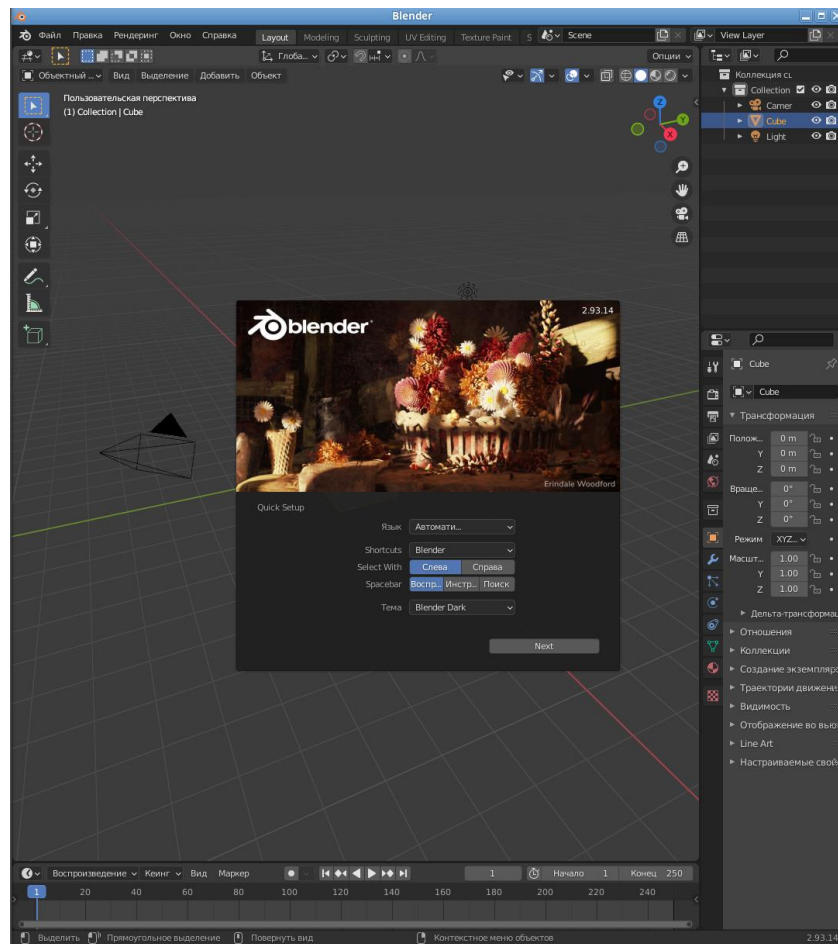 Blender
Файл Правка Рендеринг Окно Справка Layout Modeling Sculpting UV Editing Texture Paint S Scene View Layer
Глоба... Опции
Объектный ... Вид Выделение Добавить Объект
Пользовательская перспектива
(1) Collection | Cube
Z
Y
X
Коллекция сц
Collection
Camer
Cube
Light
blender
2.93.14
Erindale Woodford
Quick Setup
Язык Автомати...
Shortcuts Blender
Select With Слева Справа
Spacebar Воспр... Инстр... Поиск
Тема Blender Dark
Next
Cube
Cube
Трансформация
Полож... 0 m
Y 0 m
Z 0 m
Враще... 0°
Y 0°
Z 0°
Режим XYZ...
Масшт... 1.00
Y 1.00
Z 1.00
Дельта-трансформац
Отношения
Коллекции
Создание экземпляро
Траектории движени
Видимость
Отображение во вью
Line Art
Настраиваемые свой
Воспроизведение Кеинг Вид Маркер 1 Начало 1 Конец 250
1 20 40 60 80 100 120 140 160 180 200 220 240
Выделить Прямоугольное выделение Повернуть вид Контекстное меню объектов 2.93.14